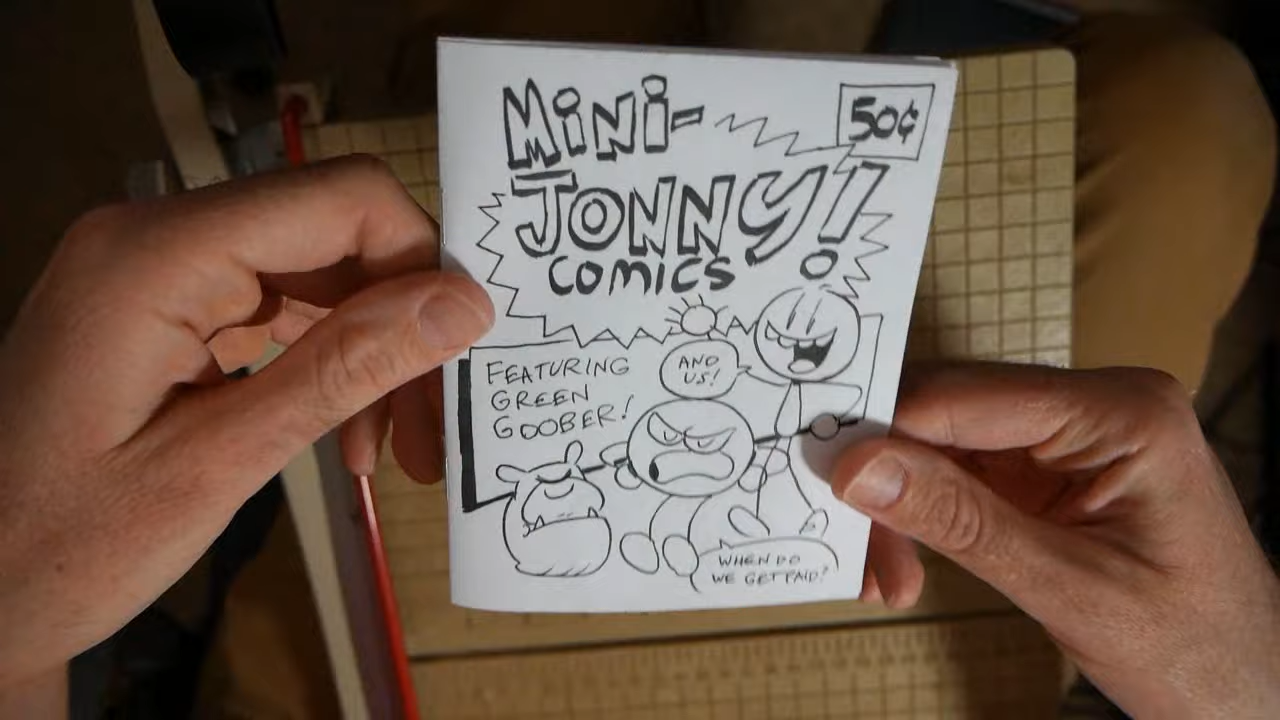 MiNi-
50¢
JONNY!
comics
FEATURING
GREEN
GOOBER!
AND
US!
WHEN DO
WE GET PAID?